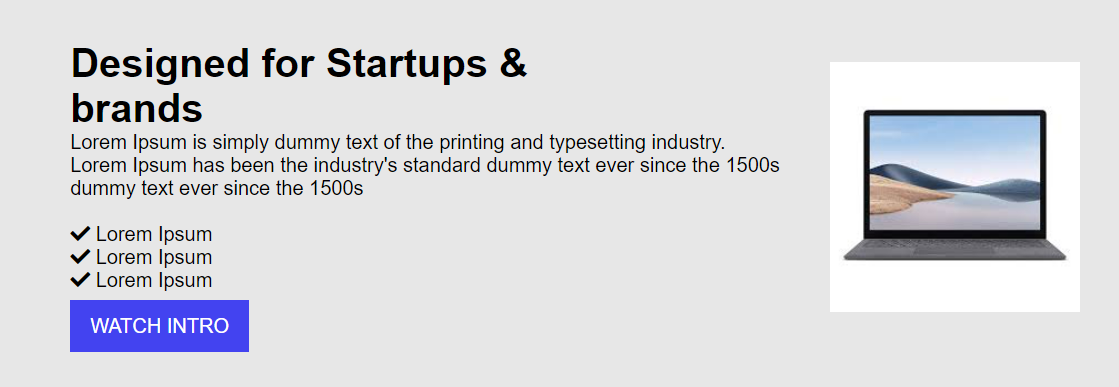 Designed for Startups &
brands
Lorem Ipsum is simply dummy text of the printing and typesetting industry.
Lorem Ipsum has been the industry's standard dummy text ever since the 1500s
dummy text ever since the 1500s
Lorem Ipsum
Lorem Ipsum
Lorem Ipsum
WATCH INTRO